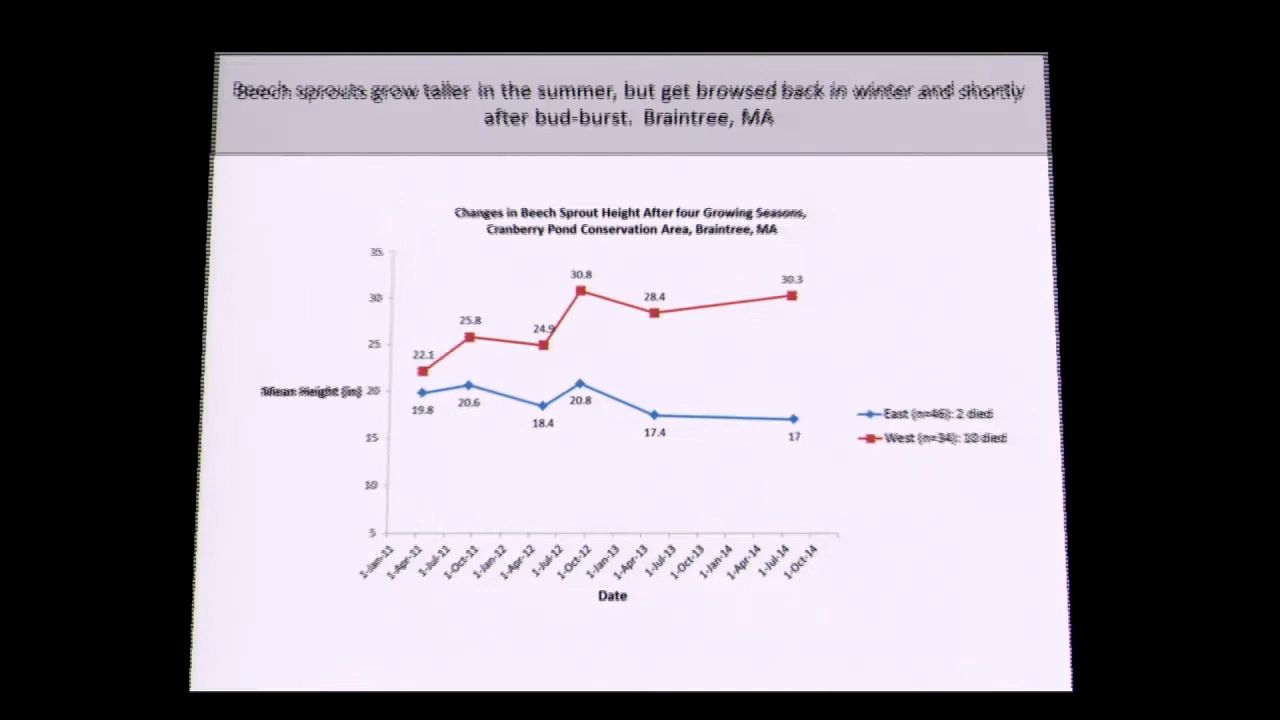 Beech sprouts grow taller in the summer, but get browsed back in winter and shortly
after bud-burst. Braintree, MA
Changes in Beech Sprout Height After four Growing Seasons,
Cranberry Pond Conservation Area, Braintree, MA
35
30
25
20
15
10
5
Mean Height (in)
22.1
25.8
24.9
30.8
28.4
30.3
19.8
20.6
18.4
20.8
17.4
17
East (n=46): 2 died
West (n=34): 10 died
1-Jan-11
1-Apr-11
1-Jul-11
1-Oct-11
1-Jan-12
1-Apr-12
1-Jul-12
1-Oct-12
1-Jan-13
1-Apr-13
1-Jul-13
1-Oct-13
1-Jan-14
1-Apr-14
1-Jul-14
1-Oct-14
Date